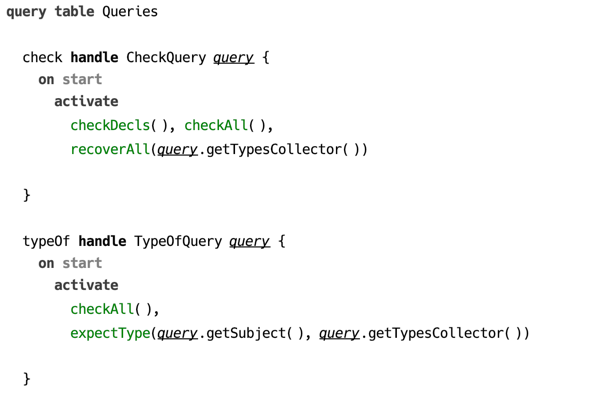 query table Queries
check handle CheckQuery query {
on start
activate
checkDecls(), checkAll(),
recoverAll(query.getTypesCollector())
}
typeOf handle TypeOfQuery query {
on start
activate
checkAll(),
expectType(query.getSubject(), query.getTypesCollector())
}